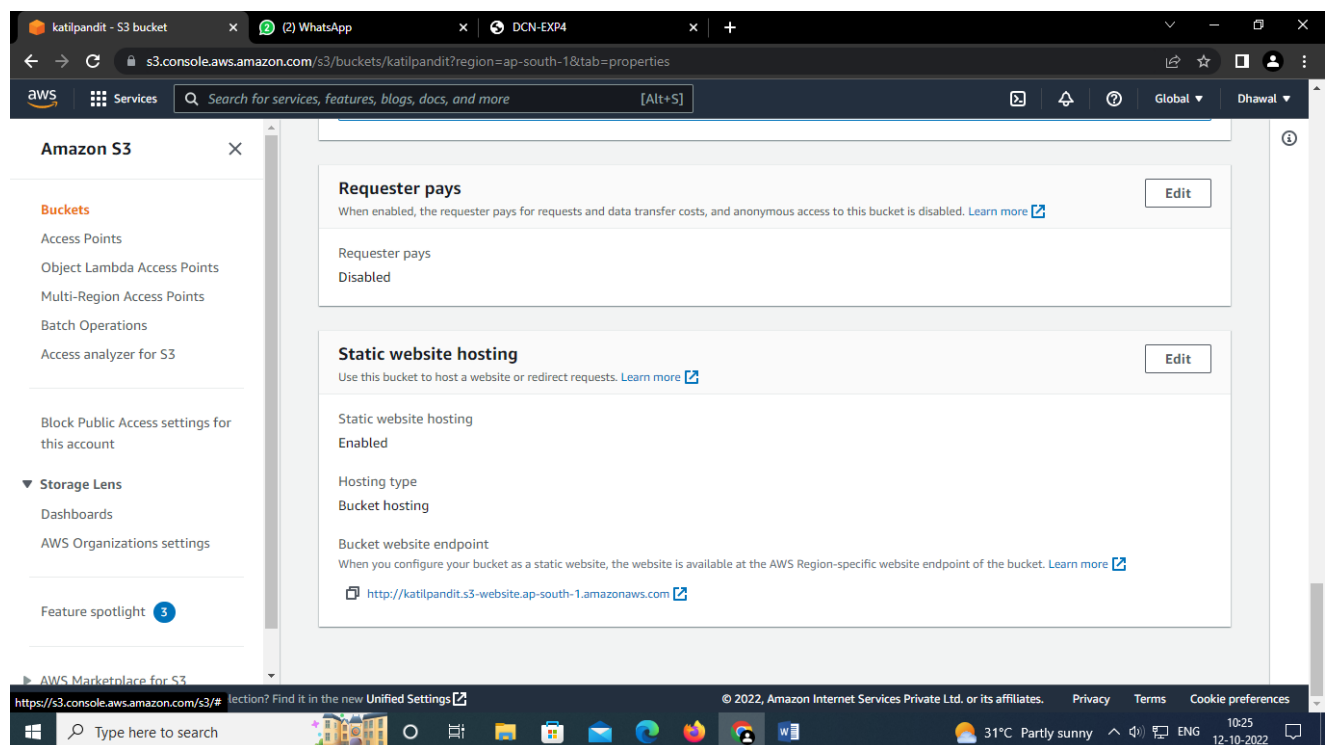 katilpandit - S3 bucket
2 (2) WhatsApp
DCN-EXP4
s3.console.aws.amazon.com/s3/buckets/katilpandit?region=ap-south-1&tab=properties
aws Services Search for services, features, blogs, docs, and more [Alt+S] Global Dhawal
Amazon S3
Buckets
Access Points
Object Lambda Access Points
Multi-Region Access Points
Batch Operations
Access analyzer for S3
Block Public Access settings for
this account
Storage Lens
Dashboards
AWS Organizations settings
Feature spotlight 3
AWS Marketplace for S3
Requester pays
Edit
When enabled, the requester pays for requests and data transfer costs, and anonymous access to this bucket is disabled. Learn more
Requester pays
Disabled
Static website hosting
Edit
Use this bucket to host a website or redirect requests. Learn more
Static website hosting
Enabled
Hosting type
Bucket hosting
Bucket website endpoint
When you configure your bucket as a static website, the website is available at the AWS Region-specific website endpoint of the bucket. Learn more
http://katilpandit.s3-website.ap-south-1.amazonaws.com
https://s3.console.aws.amazon.com/s3/# lection? Find it in the new Unified Settings © 2022, Amazon Internet Services Private Ltd. or its affiliates. Privacy Terms Cookie preferences
Type here to search
31°C Partly sunny ENG
10:25
12-10-2022